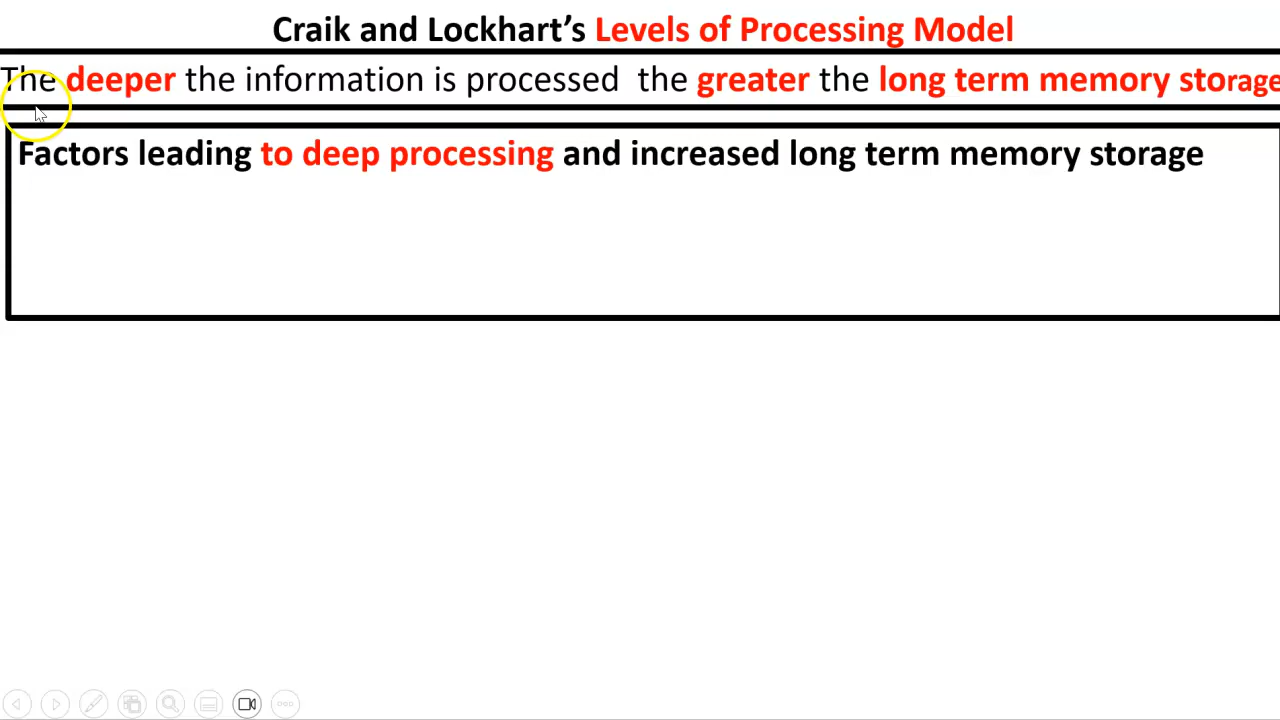 Craik and Lockhart’s Levels of Processing Model
The deeper the information is processed the greater the long term memory storage
Factors leading to deep processing and increased long term memory storage